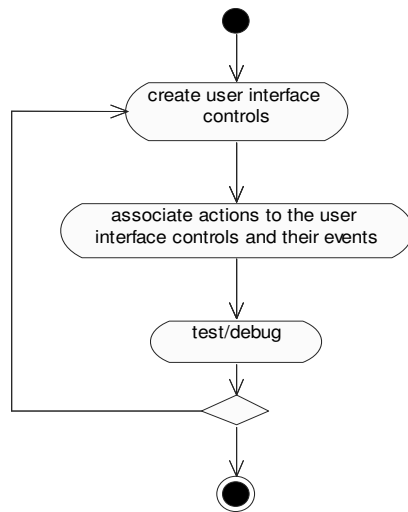 create user interface
controls
associate actions to the user
interface controls and their events
test/debug